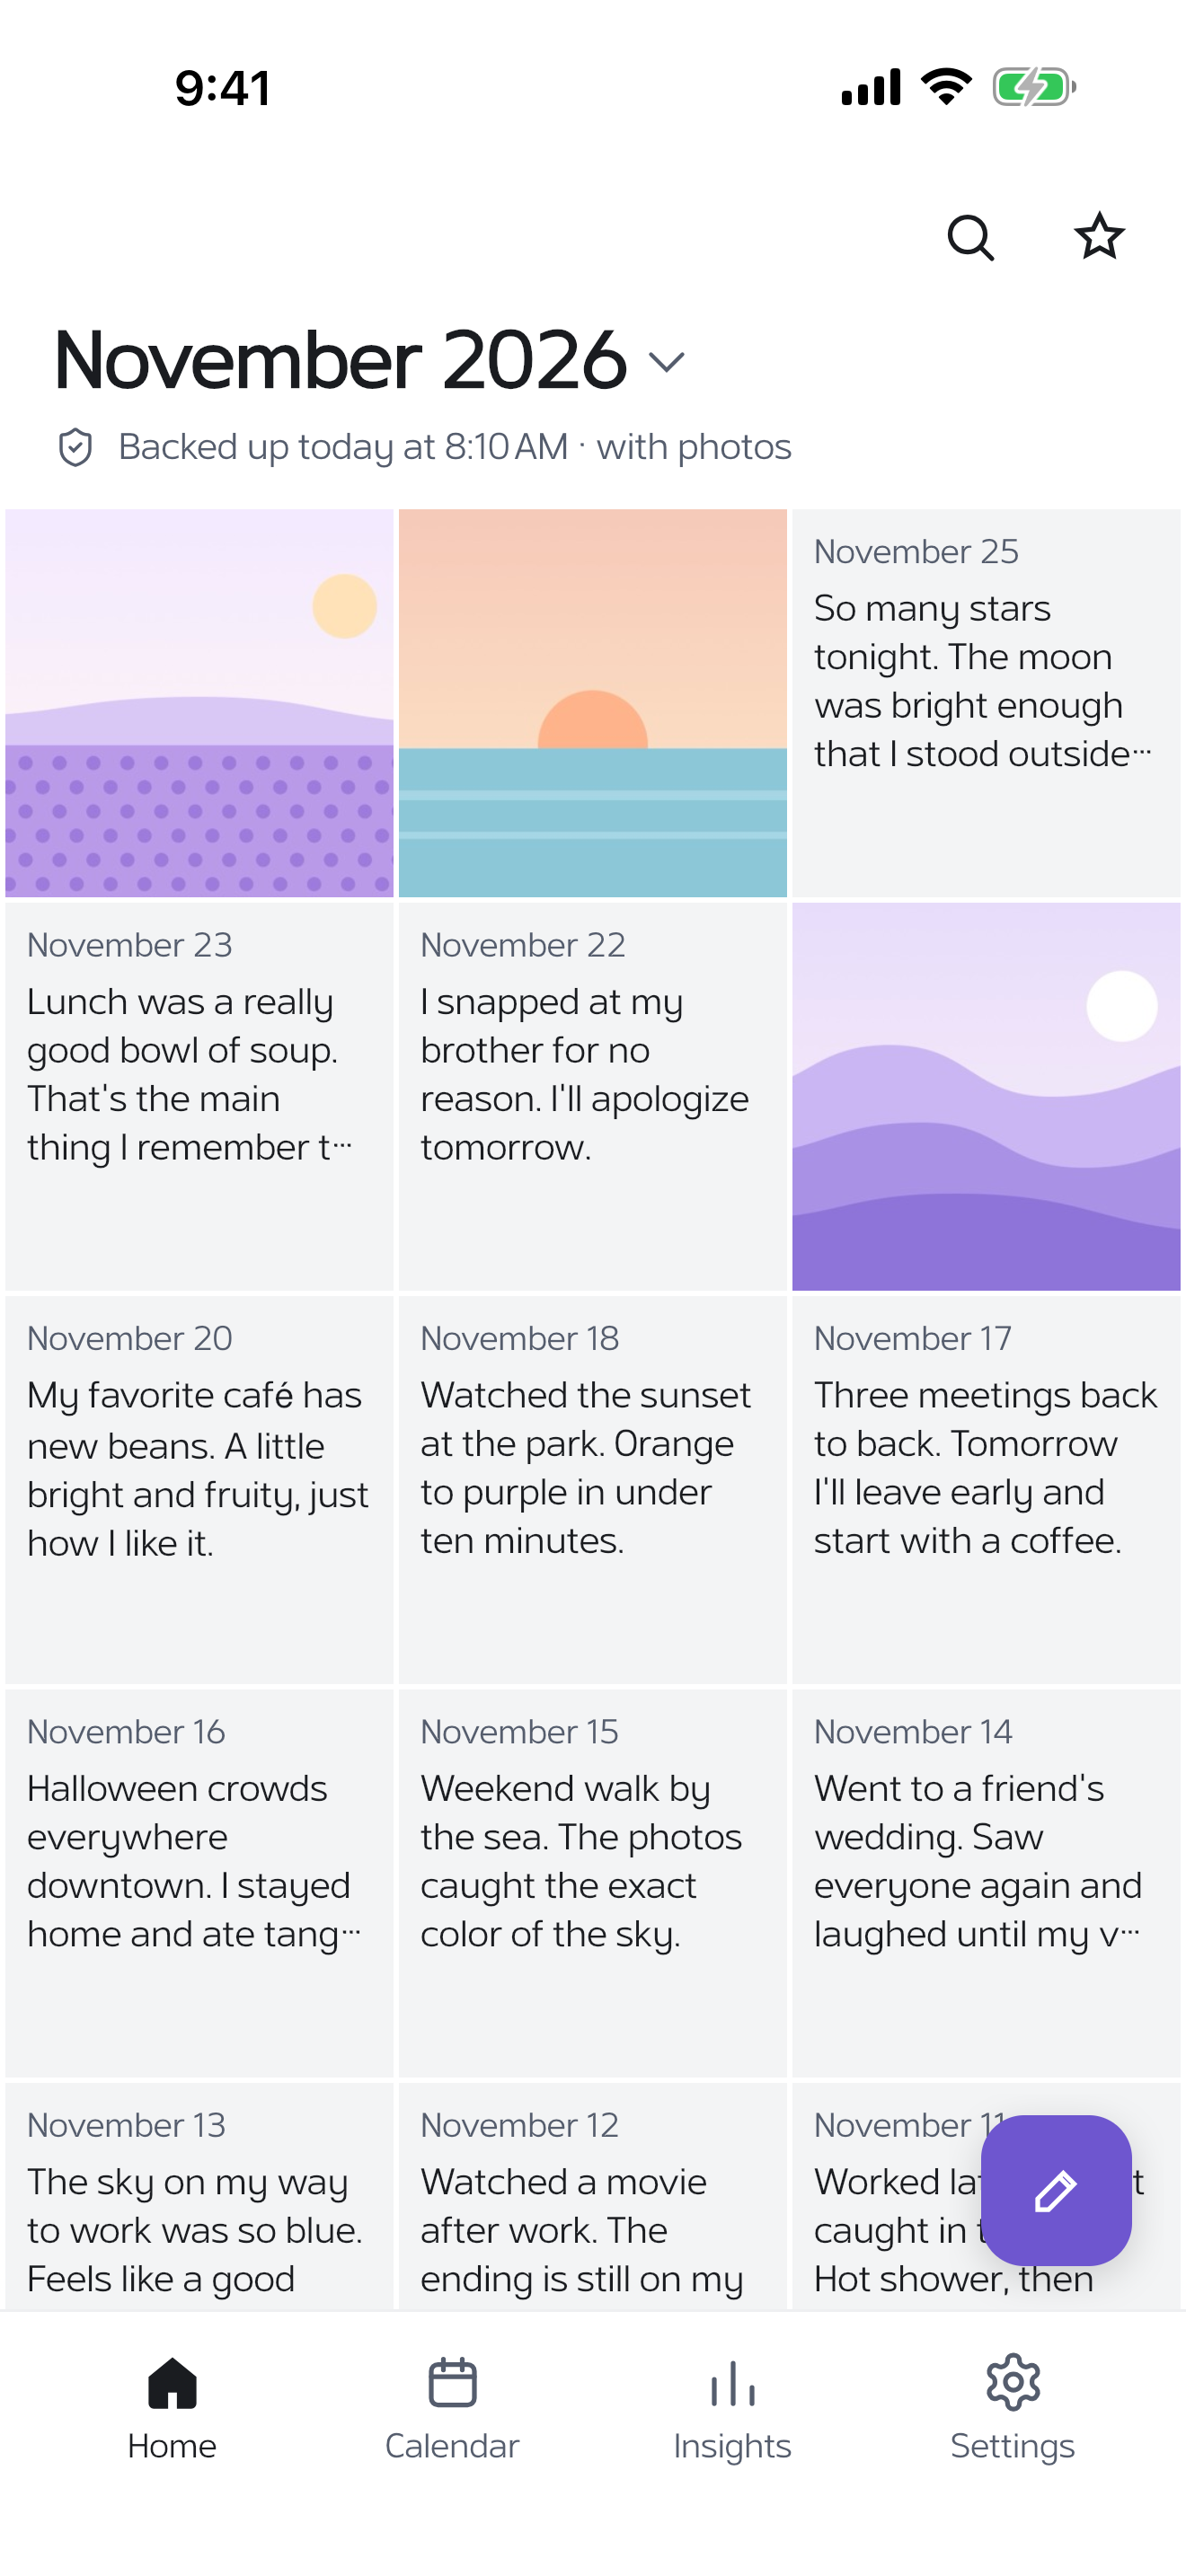 9:41
November 2026
Backed up today at 8:10 AM · with photos
November 25
So many stars
tonight. The moon
was bright enough
that I stood outside…
November 23
Lunch was a really
good bowl of soup.
That's the main
thing I remember t…
November 22
I snapped at my
brother for no
reason. I'll apologize
tomorrow.
November 20
My favorite café has
new beans. A little
bright and fruity, just
how I like it.
November 18
Watched the sunset
at the park. Orange
to purple in under
ten minutes.
November 17
Three meetings back
to back. Tomorrow
I'll leave early and
start with a coffee.
November 16
Halloween crowds
everywhere
downtown. I stayed
home and ate tang…
November 15
Weekend walk by
the sea. The photos
caught the exact
color of the sky.
November 14
Went to a friend's
wedding. Saw
everyone again and
laughed until my v…
November 13
The sky on my way
to work was so blue.
Feels like a good
November 12
Watched a movie
after work. The
ending is still on my
November 11
Worked
caught in
Hot shower, then
Home
Calendar
Insights
Settings